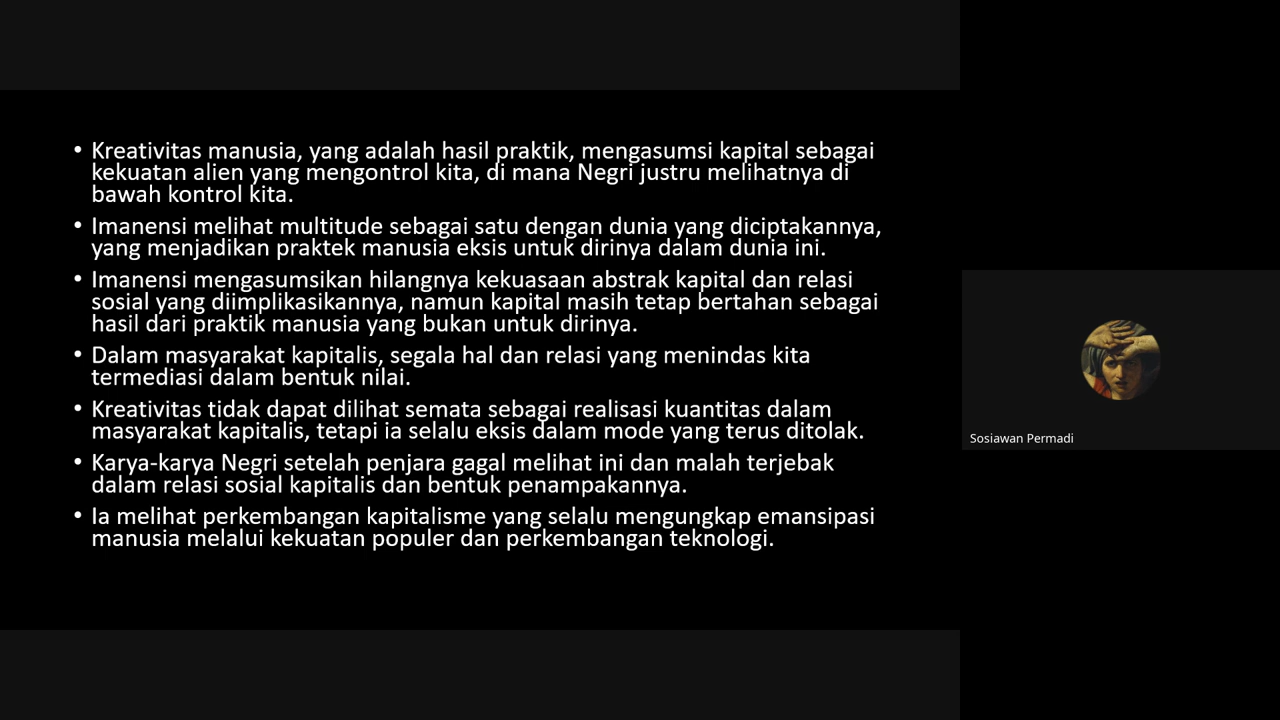 • Kreativitas manusia, yang adalah hasil praktik, mengasumsi kapital sebagai
kekuatan alien yang mengontrol kita, di mana Negri justru melihatnya di
bawah kontrol kita.
• Imanensi melihat multitude sebagai satu dengan dunia yang diciptakannya,
yang menjadikan praktek manusia eksis untuk dirinya dalam dunia ini.
• Imanensi mengasumsikan hilangnya kekuasaan abstrak kapital dan relasi
sosial yang diimplikasikannya, namun kapital masih tetap bertahan sebagai
hasil dari praktik manusia yang bukan untuk dirinya.
• Dalam masyarakat kapitalis, segala hal dan relasi yang menindas kita
termediasi dalam bentuk nilai.
• Kreativitas tidak dapat dilihat semata sebagai realisasi kuantitas dalam
masyarakat kapitalis, tetapi ia selalu eksis dalam mode yang terus ditolak.
• Karya-karya Negri setelah penjara gagal melihat ini dan malah terjebak
dalam relasi sosial kapitalis dan bentuk penampakannya.
• Ia melihat perkembangan kapitalisme yang selalu mengungkap emansipasi
manusia melalui kekuatan populer dan perkembangan teknologi.
Sosiawan Permadi